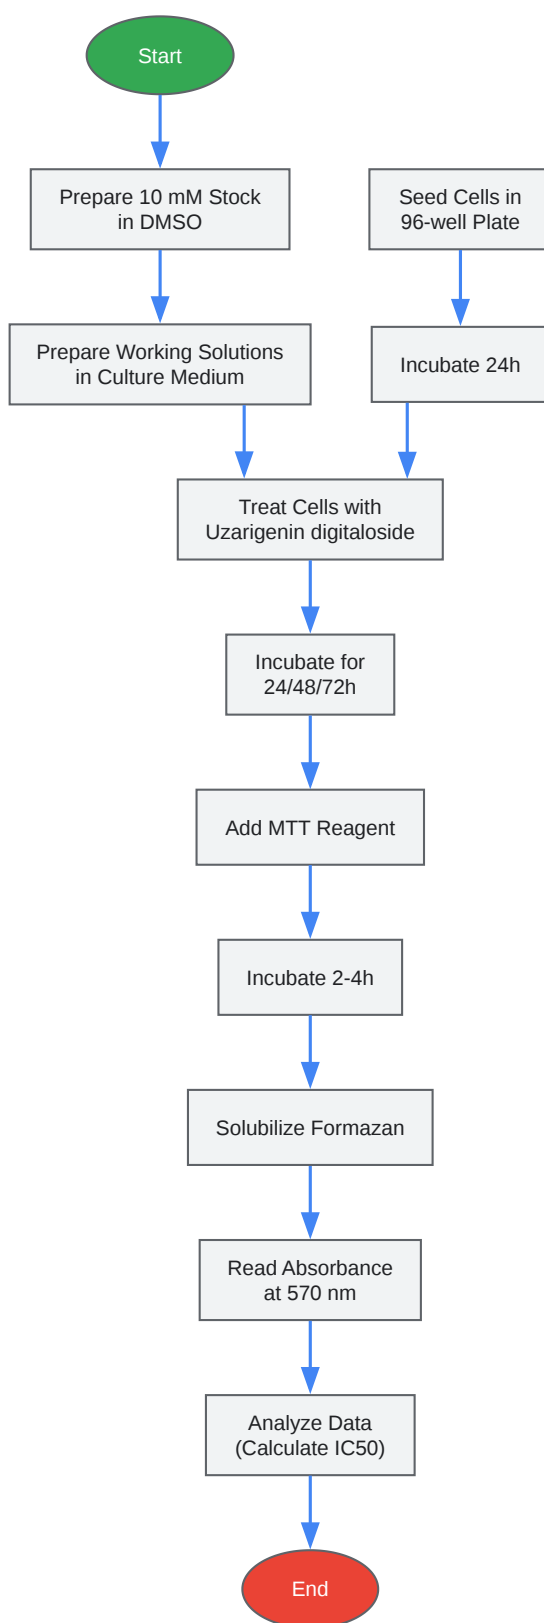 Start
Prepare 10 mM Stock
in DMSO
Seed Cells in
96-well Plate
Prepare Working Solutions
in Culture Medium
Incubate 24h
Treat Cells with
Uzarigenin digitaloside
Incubate for
24/48/72h
Add MTT Reagent
Incubate 2-4h
Solubilize Formazan
Read Absorbance
at 570 nm
Analyze Data
(Calculate IC50)
End